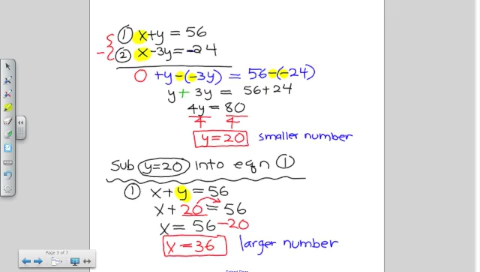 ① x+y = 56
② x-3y = -24
0 +y-(-3y) = 56-(-24)
y + 3y = 56+24
4y = 80
4 4
y = 20 smaller number
Sub y=20 into eqn ①
① x + y = 56
x + 20 = 56
x = 56 - 20
x = 36 larger number